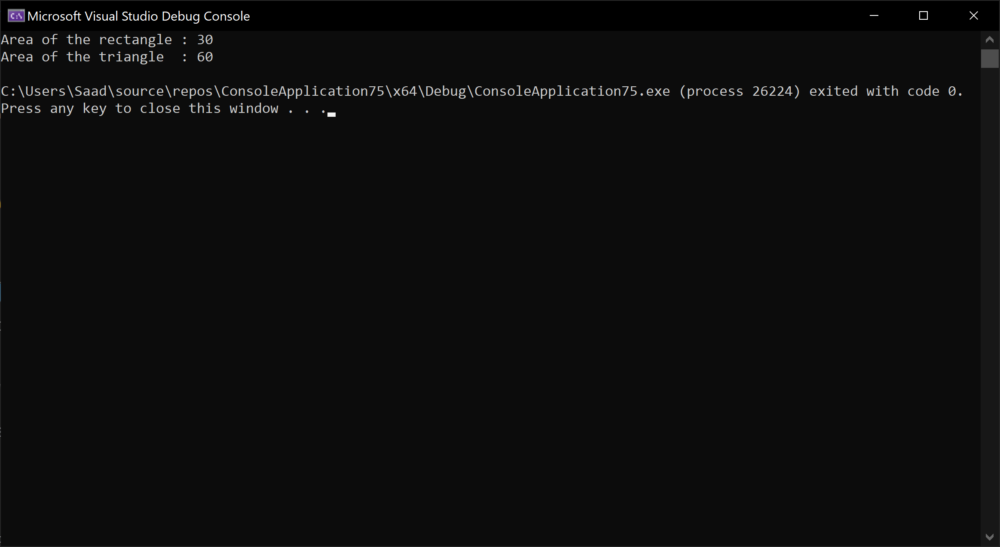 Microsoft Visual Studio Debug Console
Area of the rectangle : 30
Area of the triangle  : 60
C:\Users\Saad\source\repos\ConsoleApplication75\x64\Debug\ConsoleApplication75.exe (process 26224) exited with code 0.
Press any key to close this window . . .